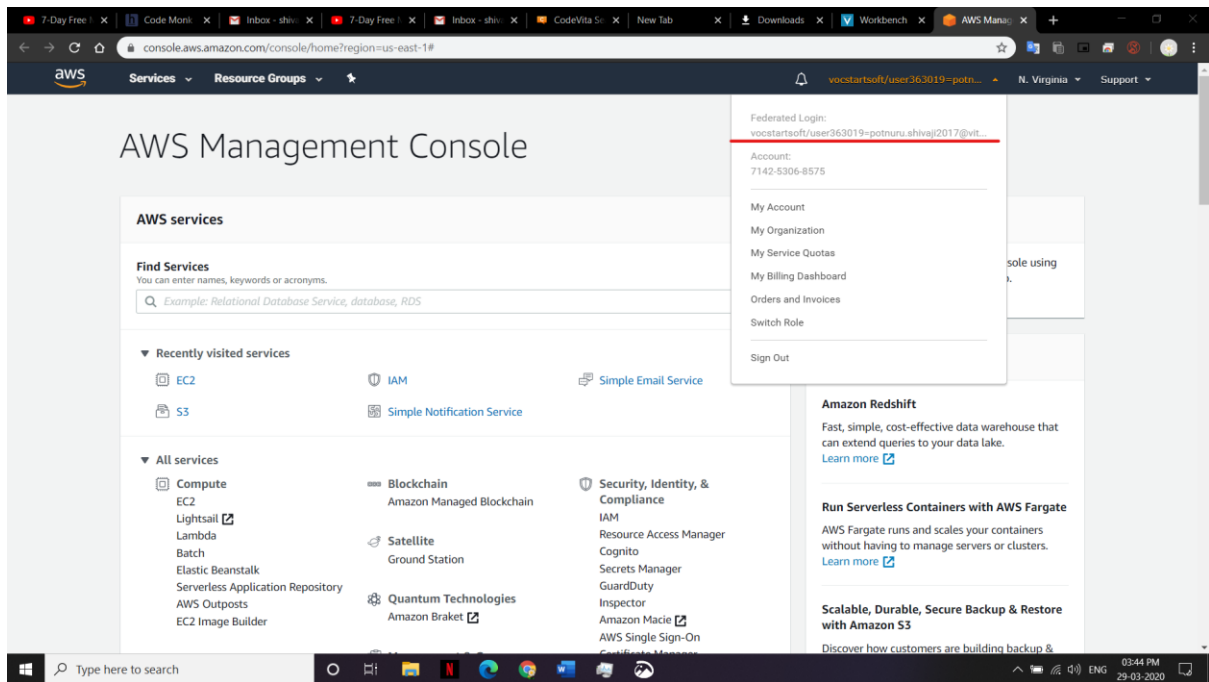 7-Day Free
Code Monk
Inbox - shiv
7-Day Free
Inbox - shiv
CodeVita Se
New Tab
Downloads
Workbench
AWS Manag
console.aws.amazon.com/console/home?region=us-east-1#
aws
Services
Resource Groups
vocstartsoft/user363019=potn...
N. Virginia
Support
AWS Management Console
Federated Login:
vocstartsoft/user363019=potnuru.shivaji2017@vit...
Account:
7142-5306-8575
My Account
My Organization
My Service Quotas
My Billing Dashboard
Orders and Invoices
Switch Role
Sign Out
AWS services
Find Services
You can enter names, keywords or acronyms.
Example: Relational Database Service, database, RDS
sole using
Recently visited services
EC2
IAM
Simple Email Service
S3
Simple Notification Service
All services
Compute
EC2
Lightsail
Lambda
Batch
Elastic Beanstalk
Serverless Application Repository
AWS Outposts
EC2 Image Builder
Blockchain
Amazon Managed Blockchain
Satellite
Ground Station
Quantum Technologies
Amazon Braket
Security, Identity, &
Compliance
IAM
Resource Access Manager
Cognito
Secrets Manager
GuardDuty
Inspector
Amazon Macie
AWS Single Sign-On
Certificate Manager
Amazon Redshift
Fast, simple, cost-effective data warehouse that
can extend queries to your data lake.
Learn more
Run Serverless Containers with AWS Fargate
AWS Fargate runs and scales your containers
without having to manage servers or clusters.
Learn more
Scalable, Durable, Secure Backup & Restore
with Amazon S3
Discover how customers are building backup &
Type here to search
ENG
03:44 PM
29-03-2020